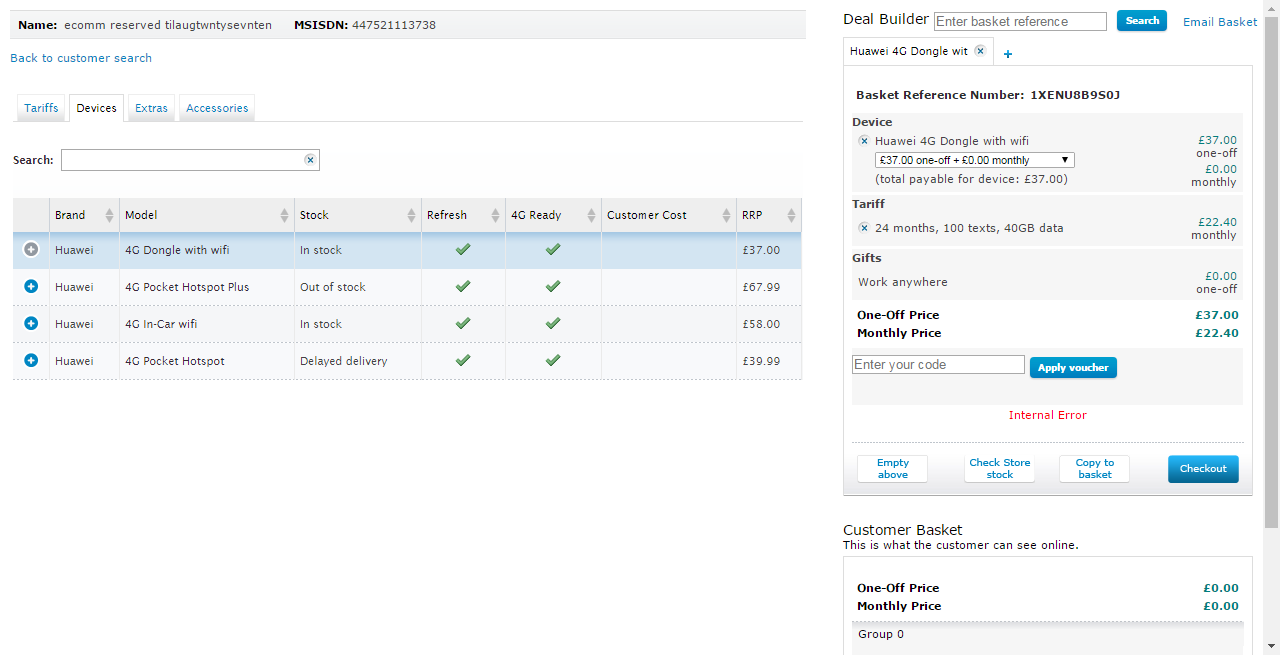 Name: ecomm reserved tilaugtwntysevnten MSISDN: 447521113738
Back to customer search
Tariffs Devices Extras Accessories
Search:
Brand Model Stock Refresh 4G Ready Customer Cost RRP
Huawei 4G Dongle with wifi In stock £37.00
Huawei 4G Pocket Hotspot Plus Out of stock £67.99
Huawei 4G In-Car wifi In stock £58.00
Huawei 4G Pocket Hotspot Delayed delivery £39.99
Deal Builder Enter basket reference Search Email Basket
Huawei 4G Dongle wit
Basket Reference Number: 1XENU8B9S0J
Device
Huawei 4G Dongle with wifi £37.00
one-off
£37.00 one-off + £0.00 monthly £0.00
(total payable for device: £37.00) monthly
Tariff
24 months, 100 texts, 40GB data £22.40
monthly
Gifts
Work anywhere £0.00
one-off
One-Off Price £37.00
Monthly Price £22.40
Enter your code Apply voucher
Internal Error
Empty above Check Store stock Copy to basket Checkout
Customer Basket
This is what the customer can see online.
One-Off Price £0.00
Monthly Price £0.00
Group 0